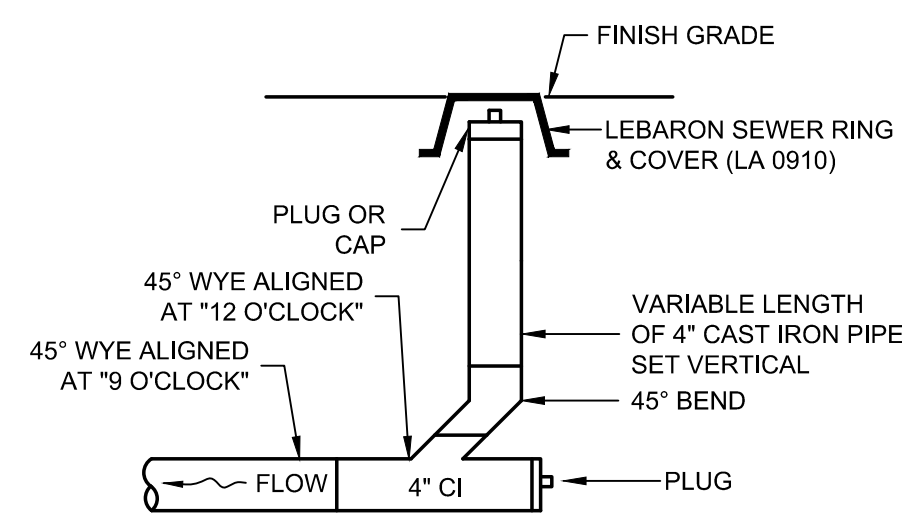 FINISH GRADE
LEBARON SEWER RING
& COVER (LA 0910)
PLUG OR
CAP
45° WYE ALIGNED
AT "12 O'CLOCK"
VARIABLE LENGTH
OF 4" CAST IRON PIPE
SET VERTICAL
45° WYE ALIGNED
AT "9 O'CLOCK"
45° BEND
FLOW
4" CI
PLUG